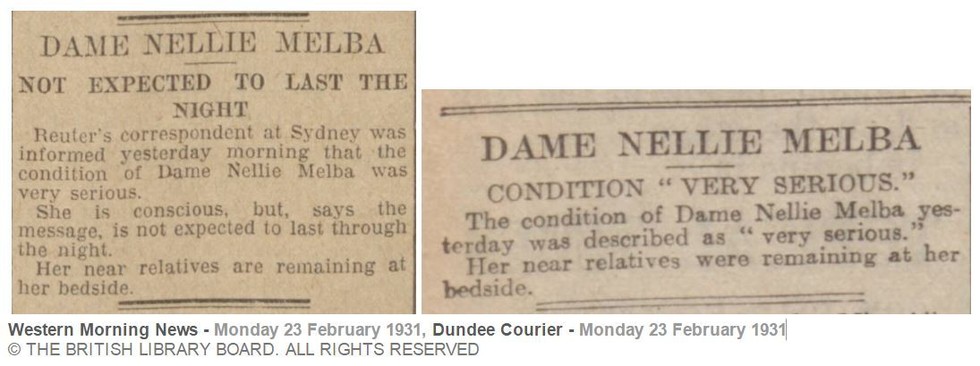 DAME NELLIE MELBA
NOT EXPECTED TO LAST THE
NIGHT
Reuter's correspondent at Sydney was
informed yesterday morning that the
condition of Dame Nellie Melba was
very serious.
She is conscious, but, says the
message, is not expected to last through
the night.
Her near relatives are remaining at
her bedside.
DAME NELLIE MELBA
CONDITION "VERY SERIOUS."
The condition of Dame Nellie Melba yes-
terday was described as "very serious."
Her near relatives were remaining at her
bedside.
Western Morning News - Monday 23 February 1931, Dundee Courier - Monday 23 February 1931
© THE BRITISH LIBRARY BOARD. ALL RIGHTS RESERVED